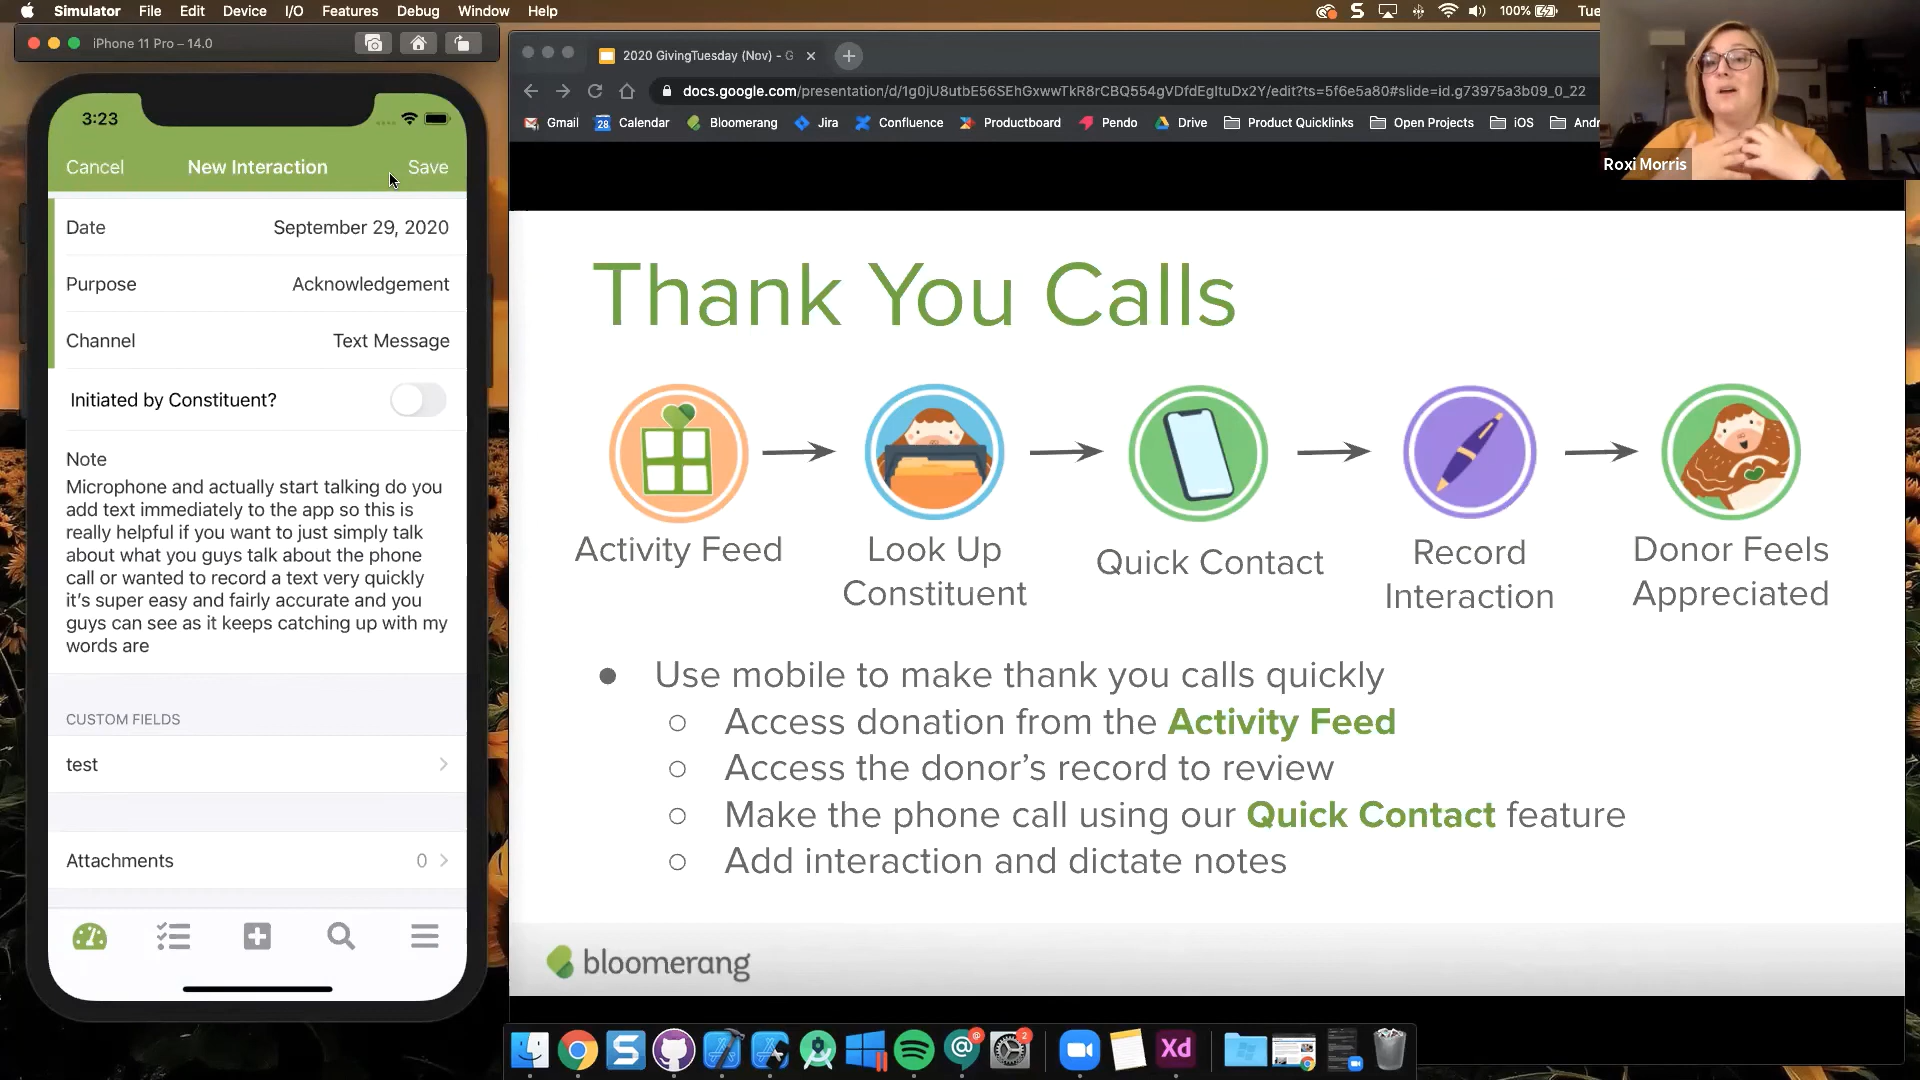 Simulator File Edit Device I/O Features Debug Window Help
100% Tue
iPhone 11 Pro – 14.0
3:23
Cancel New Interaction Save
Date September 29, 2020
Purpose Acknowledgement
Channel Text Message
Initiated by Constituent?
Note
Microphone and actually start talking do you
add text immediately to the app so this is
really helpful if you want to just simply talk
about what you guys talk about the phone
call or wanted to record a text very quickly
it's super easy and fairly accurate and you
guys can see as it keeps catching up with my
words are
CUSTOM FIELDS
test
Attachments 0
2020 GivingTuesday (Nov) - G
docs.google.com/presentation/d/1g0jU8utbE56SEhGxwwTkR8rCBQ554gVDfdEgItuDx2Y/edit?ts=5f6e5a80#slide=id.g73975a3b09_0_22
Gmail 28 Calendar Bloomerang Jira Confluence Productboard Pendo Drive Product Quicklinks Open Projects iOS Andr
Roxi Morris
Thank You Calls
Activity Feed
Look Up
Constituent
Quick Contact
Record
Interaction
Donor Feels
Appreciated
● Use mobile to make thank you calls quickly
○ Access donation from the Activity Feed
○ Access the donor’s record to review
○ Make the phone call using our Quick Contact feature
○ Add interaction and dictate notes
bloomerang
S
@
2
Xd